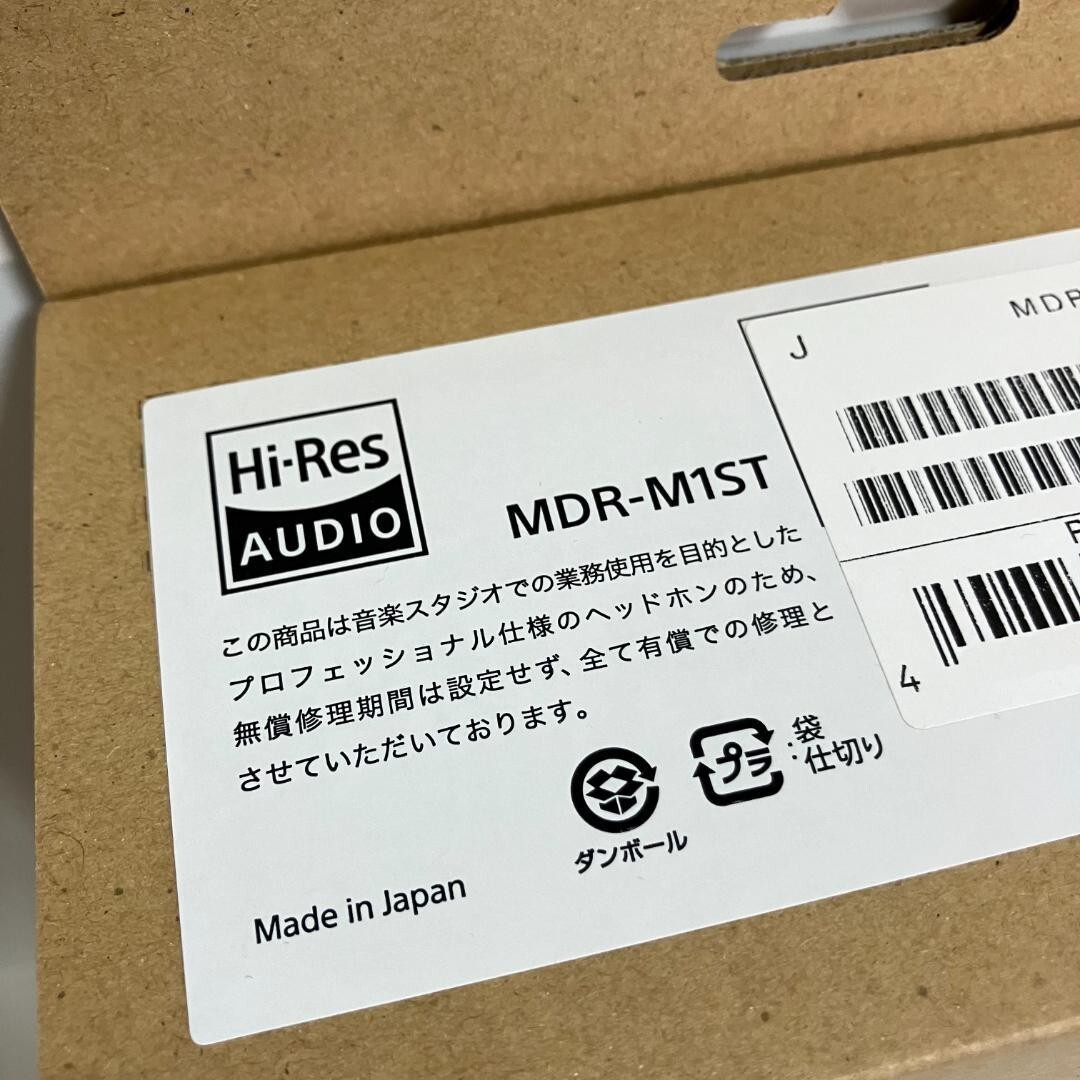 Hi-Res
AUDIO
MDR-M1ST
この商品は音楽スタジオでの業務使用を目的とした
プロフェッショナル仕様のヘッドホンのため、
無償修理期間は設定せず、全て有償での修理と
させていただいております。
ダンボール
プラ
:袋
:仕切り
Made in Japan
J
MDR
4